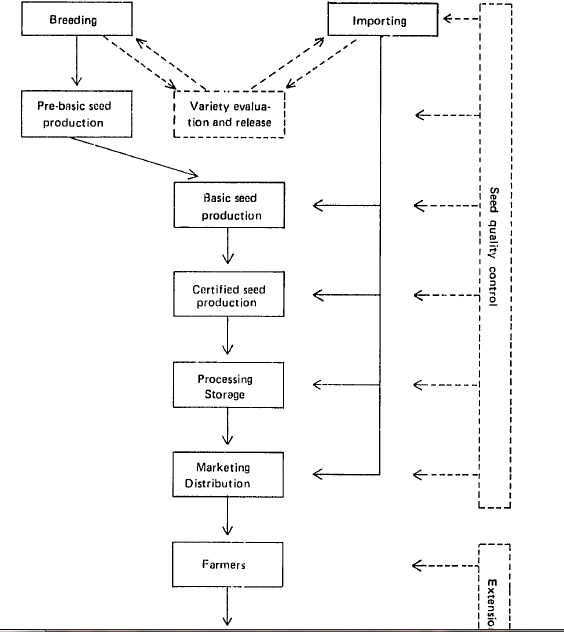 Breeding
Importing
Pre-basic seed
production
Variety evalua-
tion and release
Basic seed
production
Certified seed
production
Processing
Storage
Marketing
Distribution
Farmers
Seed quality control
Extensio